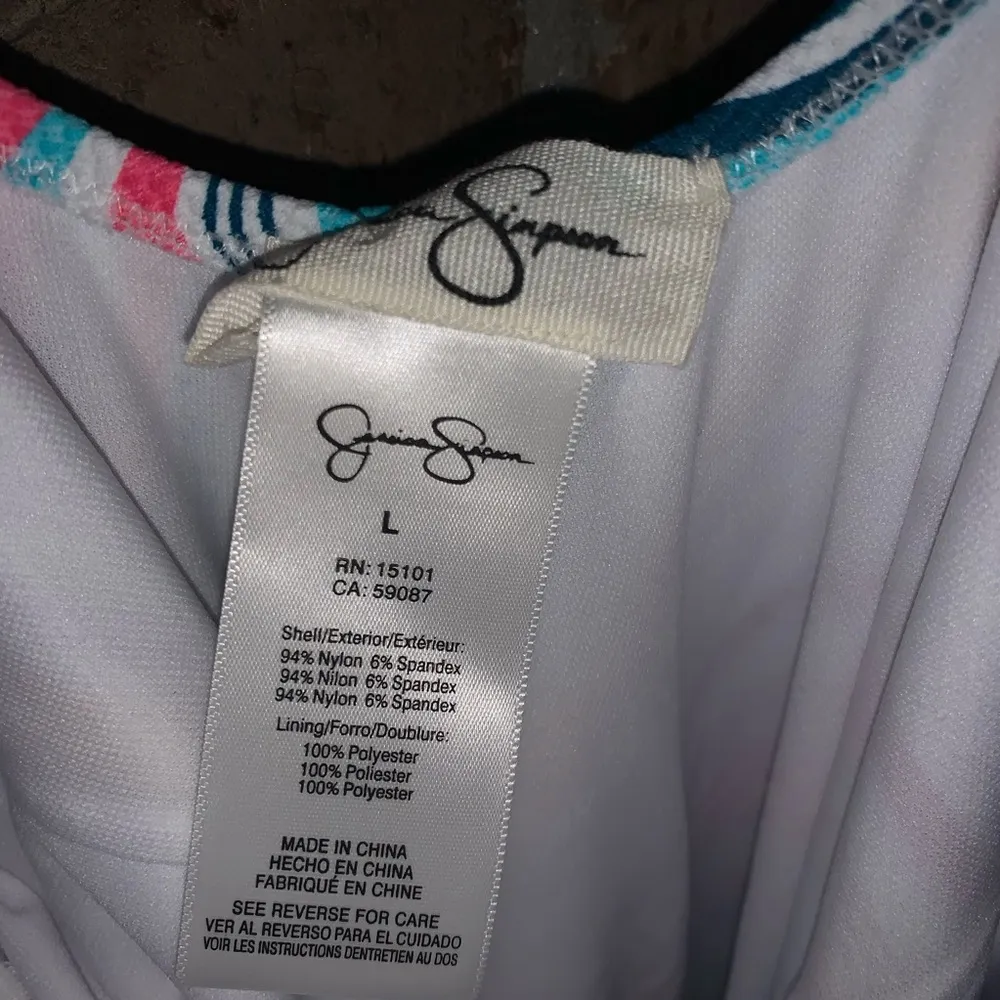 Simpson
Jessica Simpson
L
RN: 15101
CA: 59087
Shell/Exterior/Extérieur:
94% Nylon 6% Spandex
94% Nilon 6% Spandex
94% Nylon 6% Spandex
Lining/Forro/Doublure:
100% Polyester
100% Poliester
100% Polyester
MADE IN CHINA
HECHO EN CHINA
FABRIQUÉ EN CHINE
SEE REVERSE FOR CARE
VER AL REVERSO PARA EL CUIDADO
VOIR LES INSTRUCTIONS DENTRETIEN AU DOS